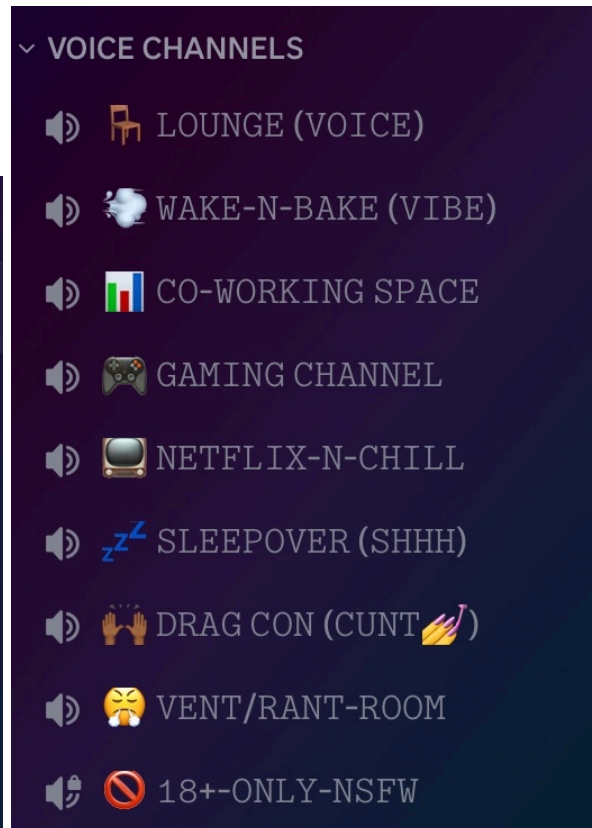 VOICE CHANNELS
LOUNGE (VOICE)
WAKE-N-BAKE (VIBE)
CO-WORKING SPACE
GAMING CHANNEL
NETFLIX-N-CHILL
zzZ SLEEPOVER (SHHH)
DRAG CON (CUNT💅)
VENT/RANT-ROOM
18+-ONLY-NSFW